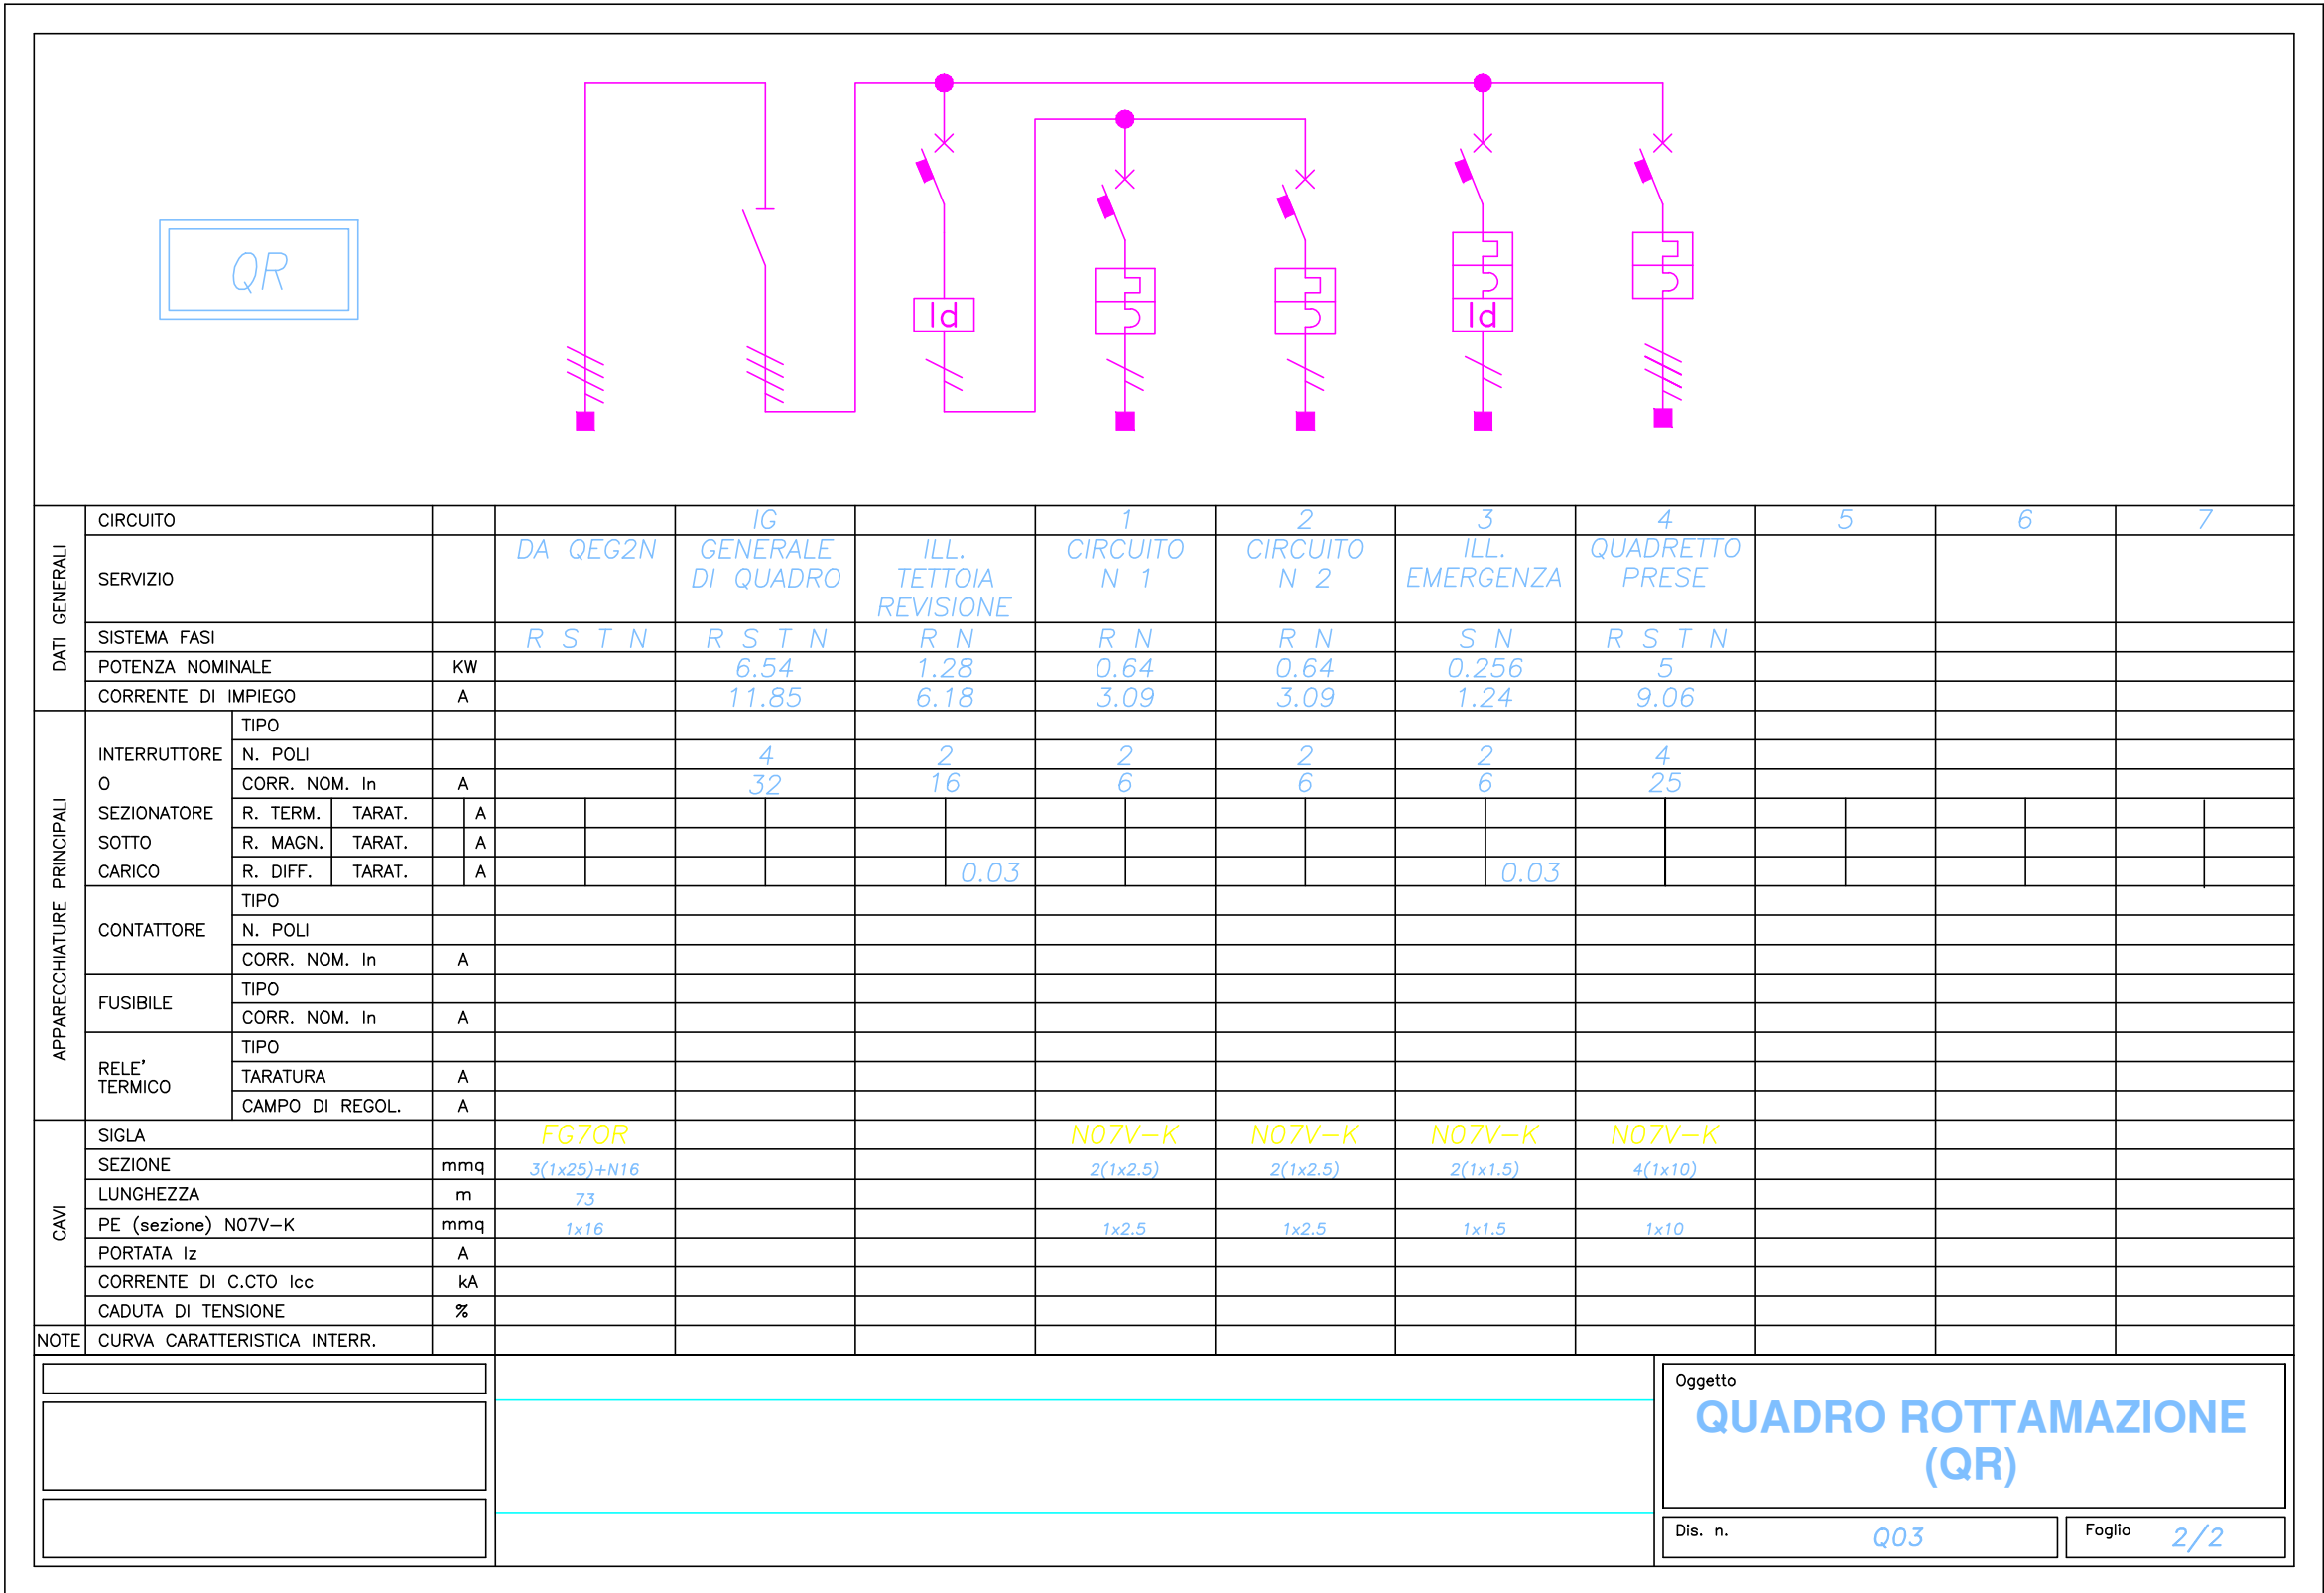 QR
Id
Id
DATI GENERALI
CIRCUITO IG 1 2 3 4 5 6 7
SERVIZIO
DA QEG2N GENERALE ILL. CIRCUITO CIRCUITO ILL. QUADRETTO
DI QUADRO TETTOIA N 1 N 2 EMERGENZA PRESE
REVISIONE
SISTEMA FASI R S T N R S T N R N R N R N S N R S T N
POTENZA NOMINALE KW 6.54 1.28 0.64 0.64 0.256 5
CORRENTE DI IMPIEGO A 11.85 6.18 3.09 3.09 1.24 9.06
APPARECCHIATURE PRINCIPALI
INTERRUTTORE
O
SEZIONATORE
SOTTO
CARICO
TIPO
N. POLI 4 2 2 2 2 4
CORR. NOM. In A 32 16 6 6 6 25
R. TERM. TARAT. A
R. MAGN. TARAT. A
R. DIFF. TARAT. A 0.03 0.03
CONTATTORE
TIPO
N. POLI
CORR. NOM. In A
FUSIBILE
TIPO
CORR. NOM. In A
RELE'
TERMICO
TIPO
TARATURA A
CAMPO DI REGOL. A
CAVI
SIGLA FG7OR N07V-K N07V-K N07V-K N07V-K
SEZIONE mmq 3(1x25)+N16 2(1x2.5) 2(1x2.5) 2(1x1.5) 4(1x10)
LUNGHEZZA m 73
PE (sezione) N07V-K mmq 1x16 1x2.5 1x2.5 1x1.5 1x10
PORTATA Iz A
CORRENTE DI C.CTO Icc kA
CADUTA DI TENSIONE %
NOTE CURVA CARATTERISTICA INTERR.
Oggetto
QUADRO ROTTAMAZIONE
(QR)
Dis. n. Q03 Foglio 2/2